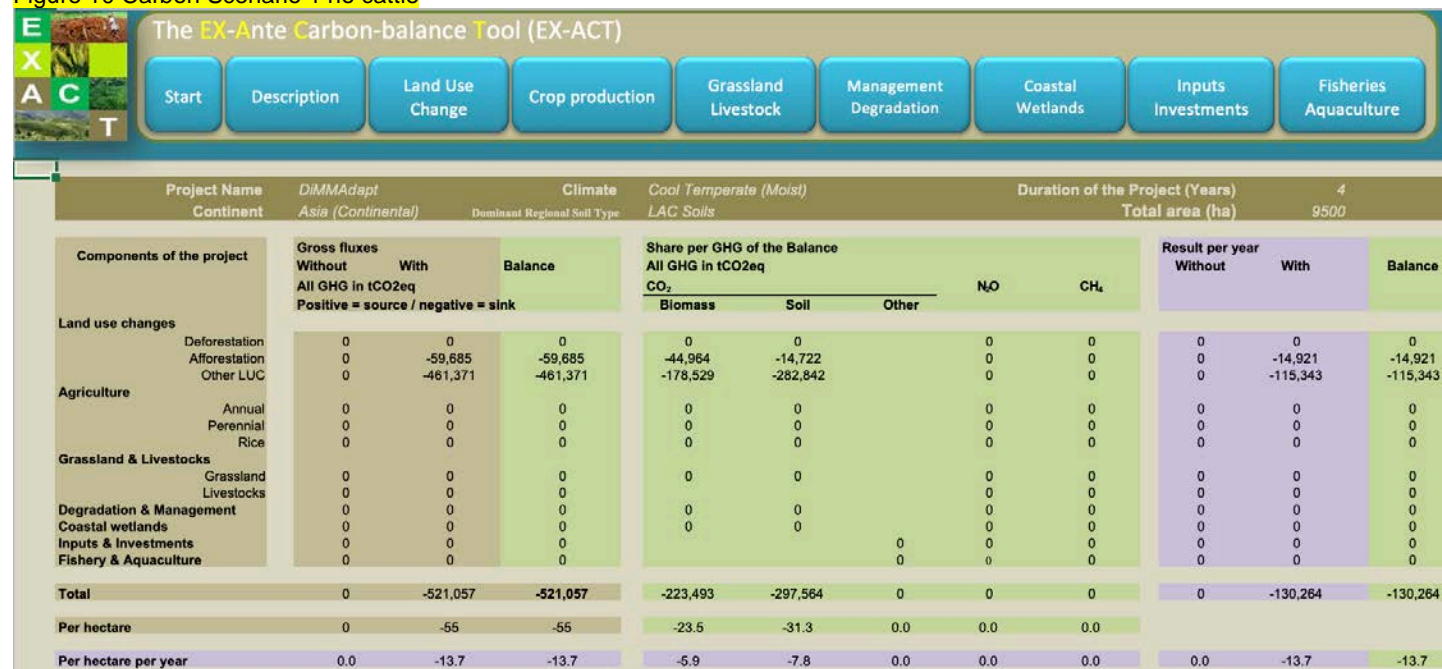 Figure 10 Carbon Scenario 1 no cattle
E
X
A C
T
The EX-Ante Carbon-balance Tool (EX-ACT)
Start Description Land Use Change Crop production Grassland Livestock Management Degradation Coastal Wetlands Inputs Investments Fisheries Aquaculture
Project Name DiMMAdapt Climate Cool Temperate (Moist) Duration of the Project (Years) 4
Continent Asia (Continental) Dominant Regional Soil Type LAC Soils Total area (ha) 9500
Components of the project Gross fluxes Share per GHG of the Balance Result per year
Without With Balance All GHG in tCO2eq Without With Balance
All GHG in tCO2eq CO₂ N₂O CH₄
Positive = source / negative = sink Biomass Soil Other
Land use changes
Deforestation 0 0 0 0 0 0 0 0 0 0
Afforestation 0 -59,685 -59,685 -44,964 -14,722 0 0 0 -14,921 -14,921
Other LUC 0 -461,371 -461,371 -178,529 -282,842 0 0 0 -115,343 -115,343
Agriculture
Annual 0 0 0 0 0 0 0 0 0 0
Perennial 0 0 0 0 0 0 0 0 0 0
Rice 0 0 0 0 0 0 0 0 0 0
Grassland & Livestocks
Grassland 0 0 0 0 0 0 0 0 0 0
Livestocks 0 0 0 0 0 0 0 0
Degradation & Management 0 0 0 0 0 0 0 0 0 0
Coastal wetlands 0 0 0 0 0 0 0 0 0 0
Inputs & Investments 0 0 0 0 0 0 0 0 0
Fishery & Aquaculture 0 0 0 0 0 0 0 0 0
Total 0 -521,057 -521,057 -223,493 -297,564 0 0 0 0 -130,264 -130,264
Per hectare 0 -55 -55 -23.5 -31.3 0.0 0.0 0.0
Per hectare per year 0.0 -13.7 -13.7 -5.9 -7.8 0.0 0.0 0.0 0.0 -13.7 -13.7